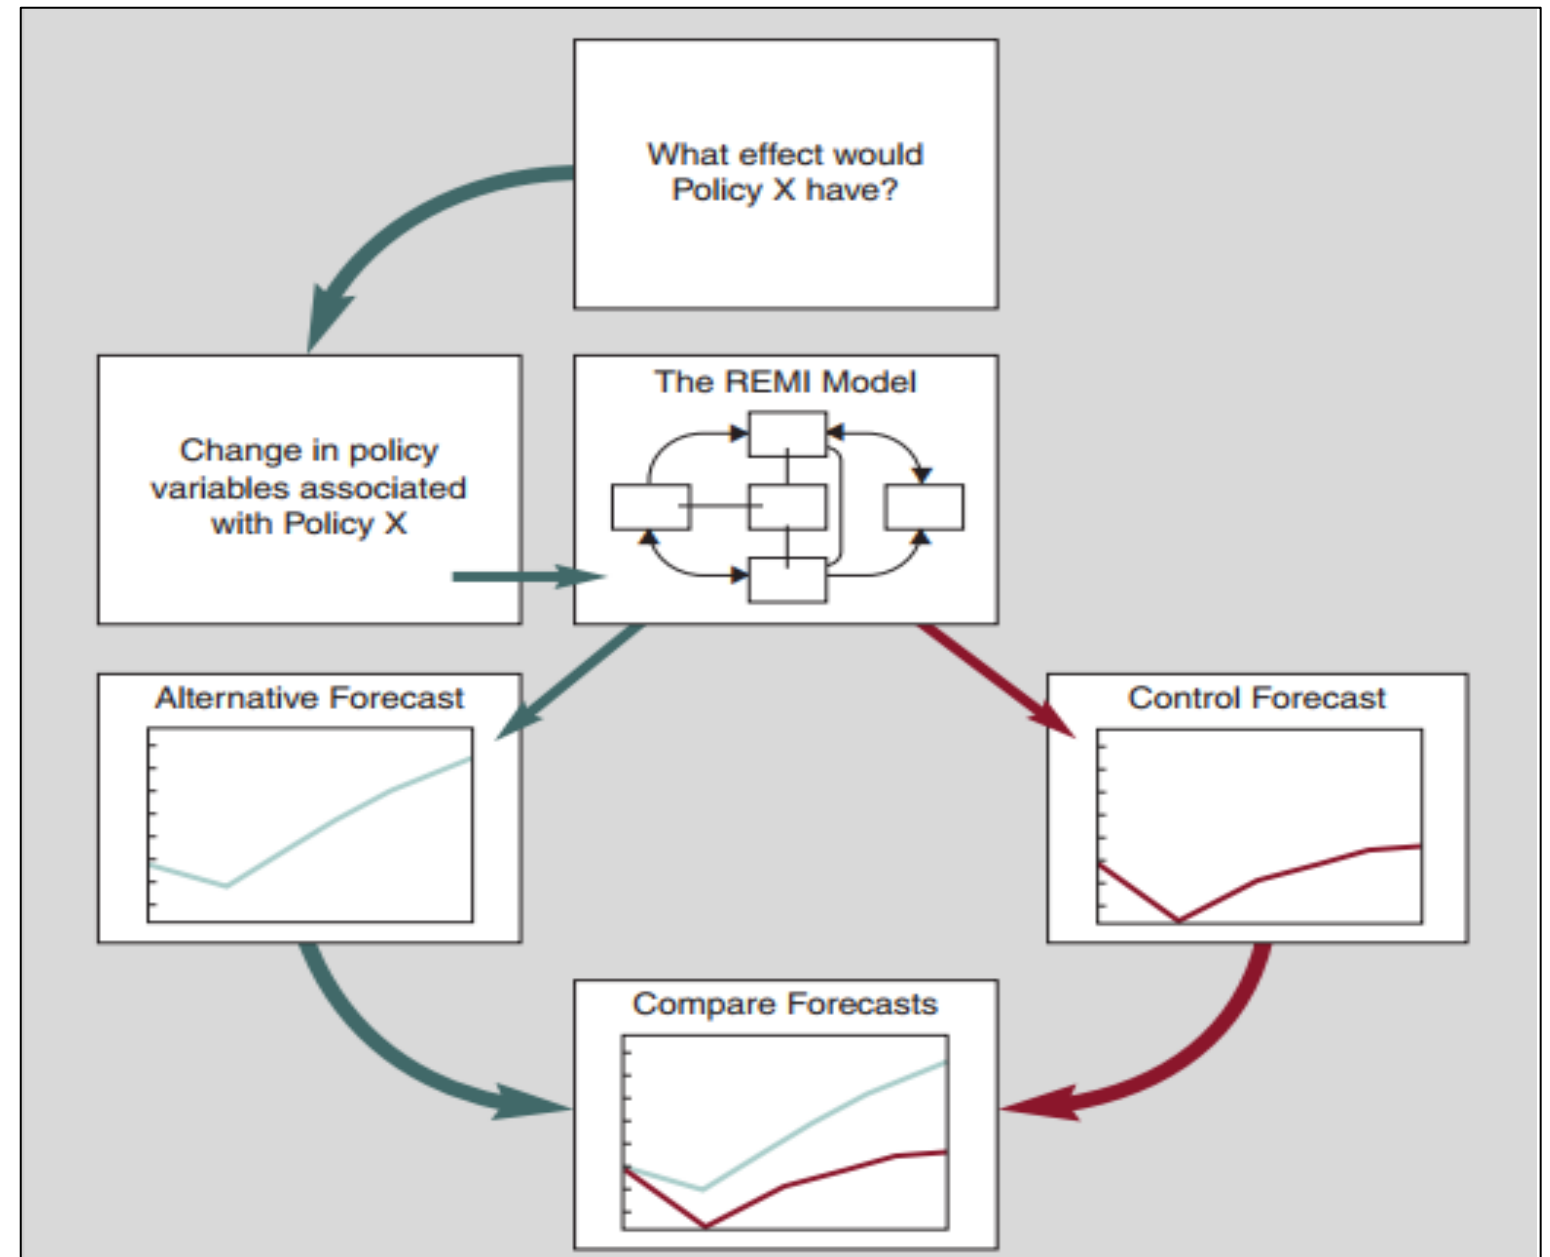 What effect would
Policy X have?
Change in policy
variables associated
with Policy X
The REMI Model
Alternative Forecast
Control Forecast
Compare Forecasts